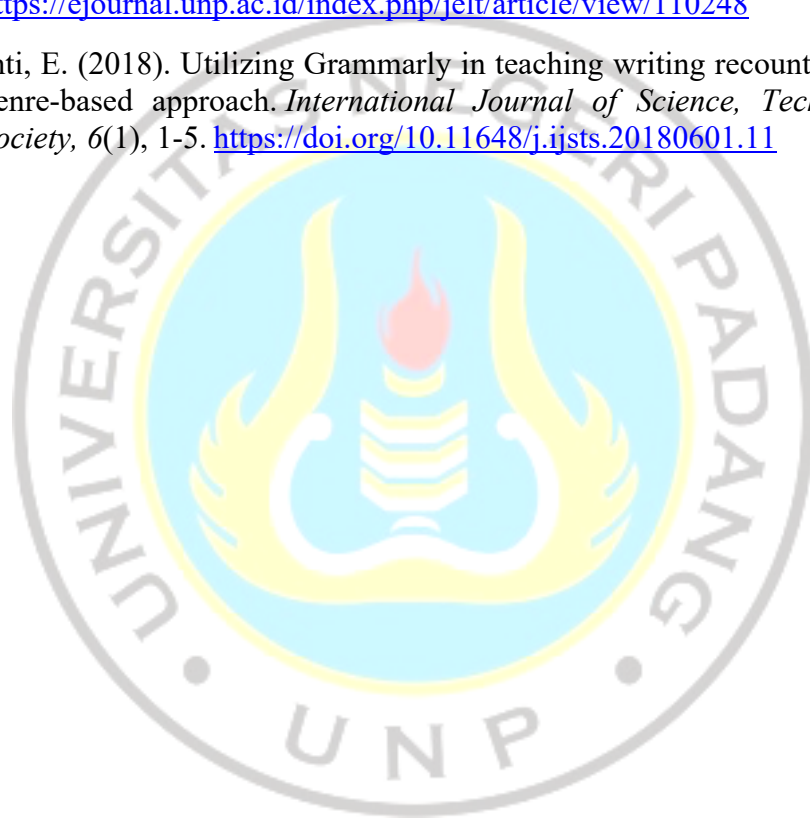 ttps://ejournal.unp.ac.id/index.php/jelt/article/view/110248
nti, E. (2018). Utilizing Grammarly in teaching writing recount
enre-based approach. International Journal of Science, Tec
ociety, 6(1), 1-5. https://doi.org/10.11648/j.ijsts.20180601.11
UNIVERSITAS NEGERI PADANG
UNP